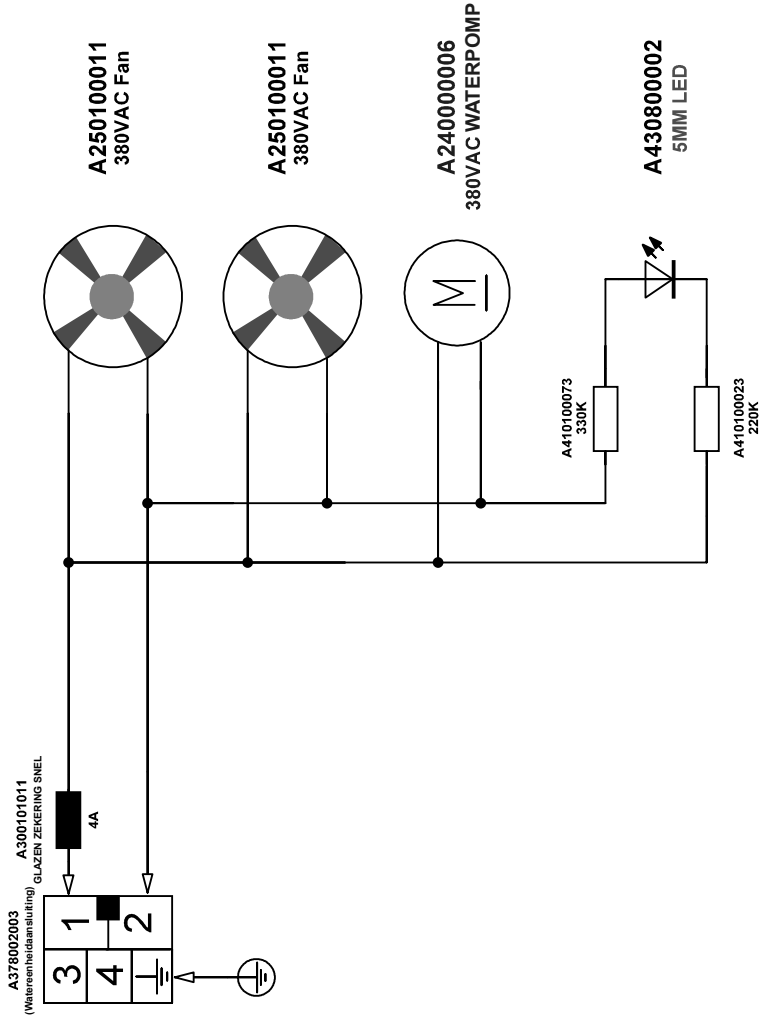 A250100011
380VAC Fan
A250100011
380VAC Fan
A240000006
380VAC WATERPOMP
A430800002
5MM LED
M
A410100073
330K
A410100023
220K
A300101011
GLAZEN ZEKERING SNEL
4A
A378002003
(Watereenheidaansluiting)
1
2
3
4